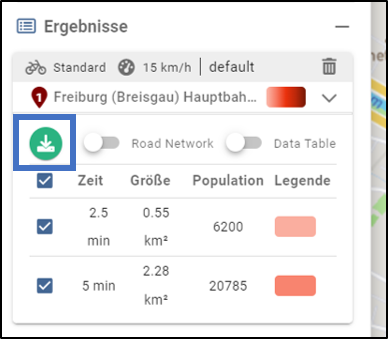 Ergebnisse
Standard 15 km/h | default
1 Freiburg (Breisgau) Hauptbah...
Road Network Data Table
Zeit Größe Population Legende
2.5 min 0.55 km² 6200
5 min 2.28 km² 20785